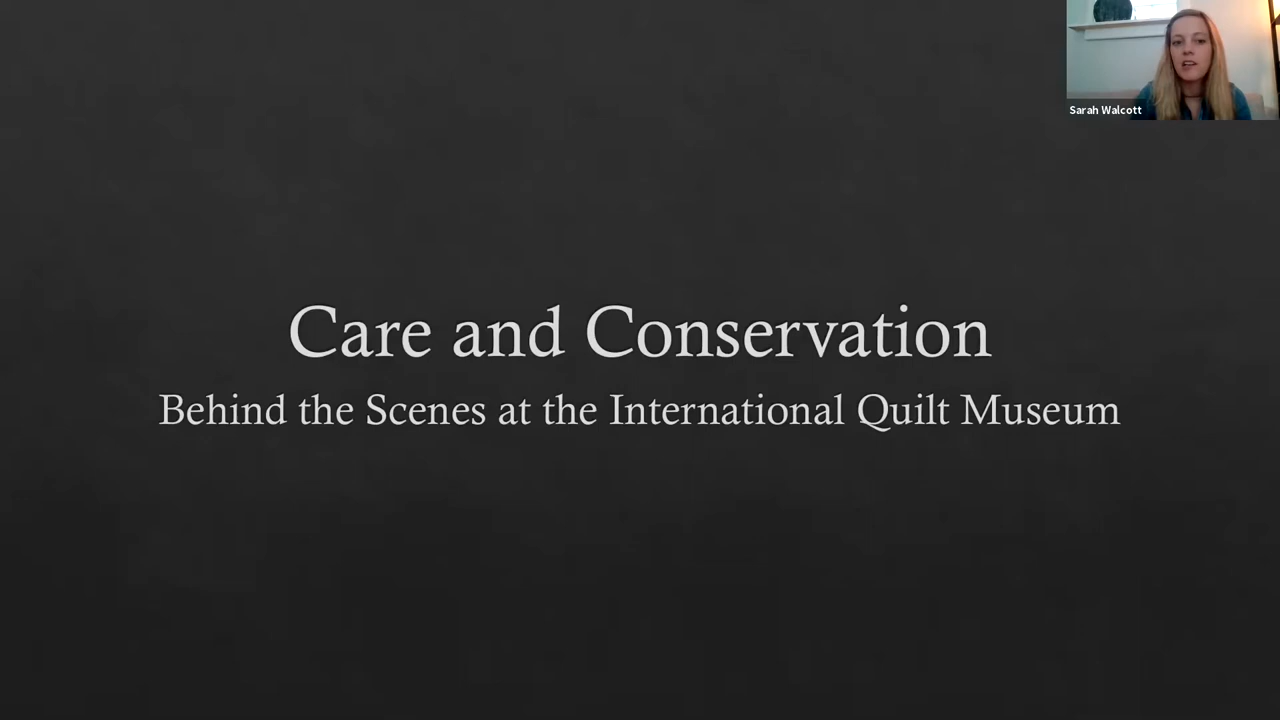 Sarah Walcott
Care and Conservation
Behind the Scenes at the International Quilt Museum